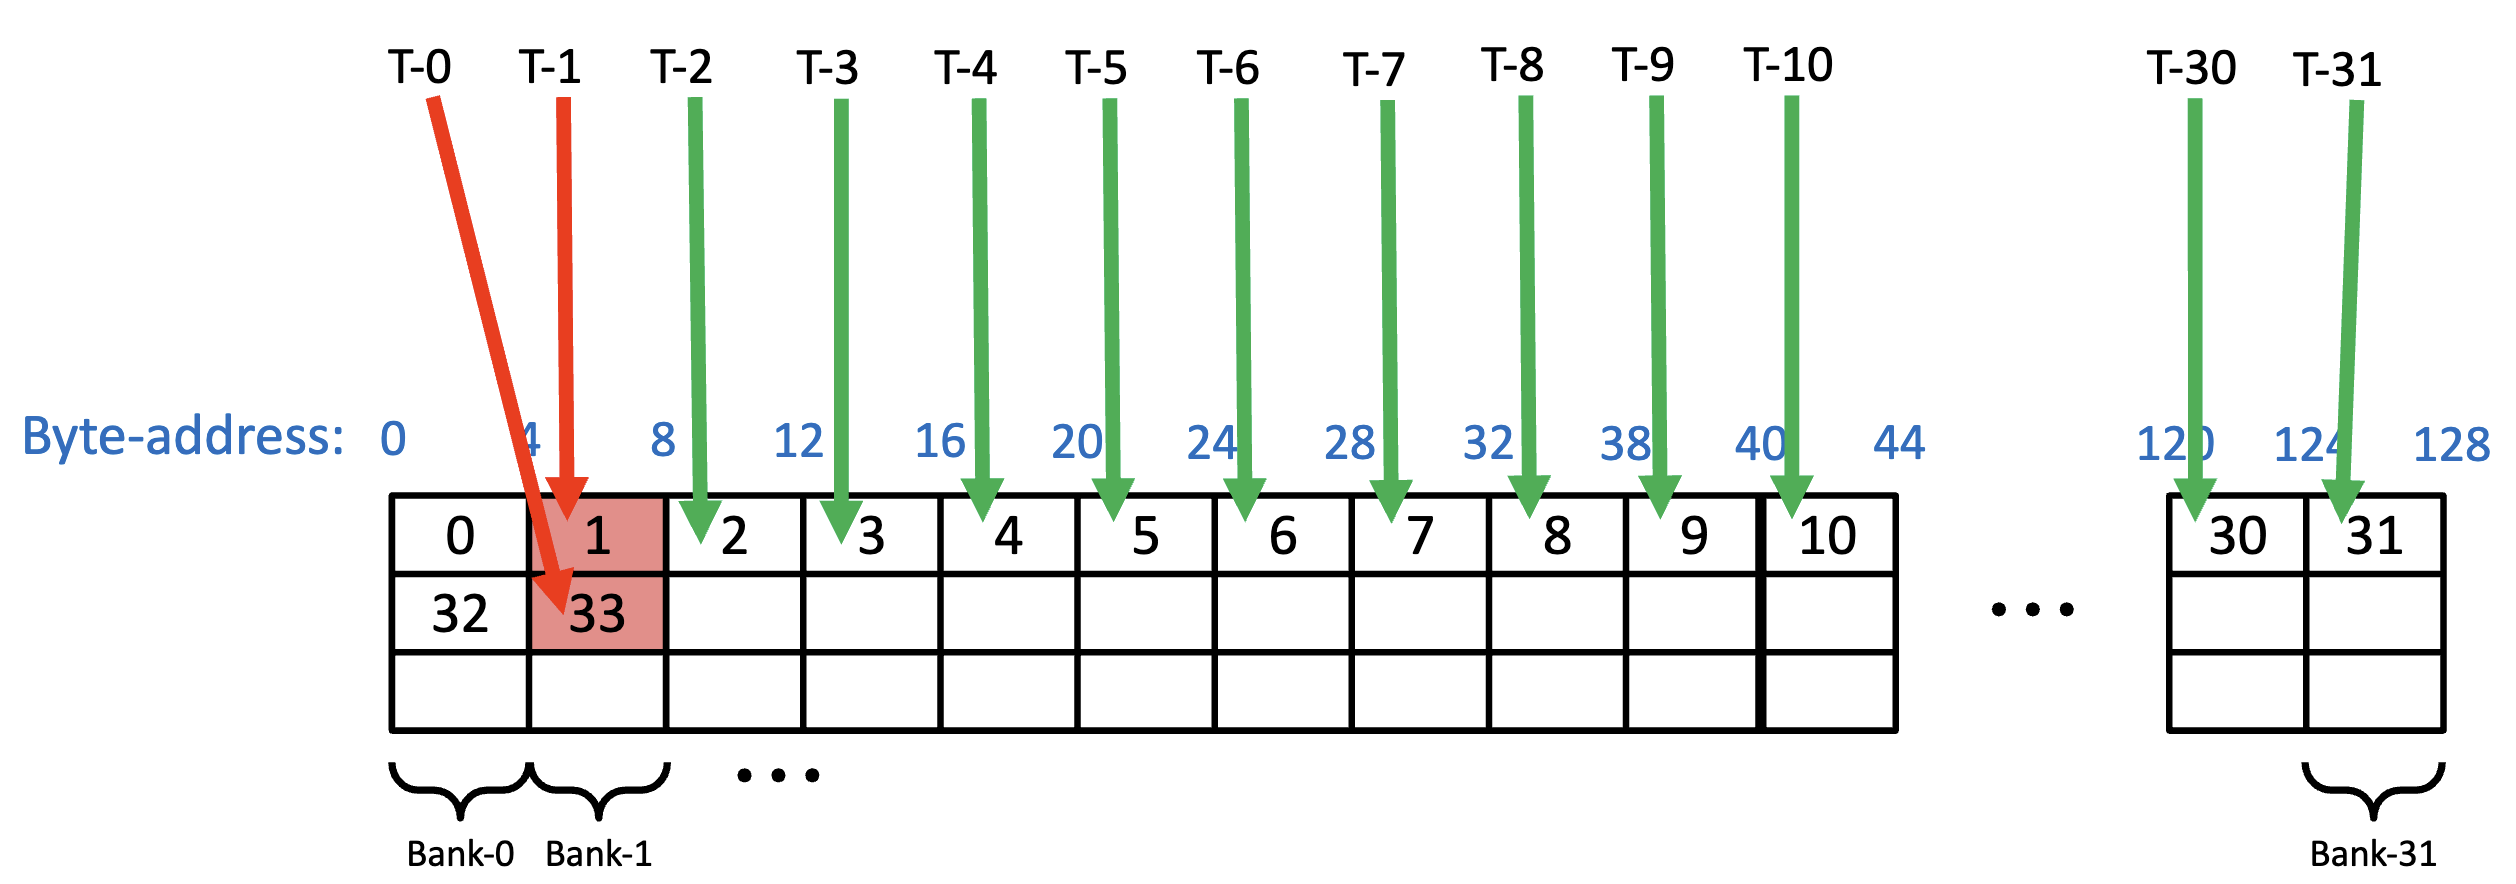 T-0 T-1 T-2 T-3 T-4 T-5 T-6 T-7 T-8 T-9 T-10 T-30 T-31
Byte-address: 0 4 8 12 16 20 24 28 32 38 40 44 120 124 128
0 1 2 3 4 5 6 7 8 9 10 30 31
32 33
Bank-0 Bank-1 Bank-31